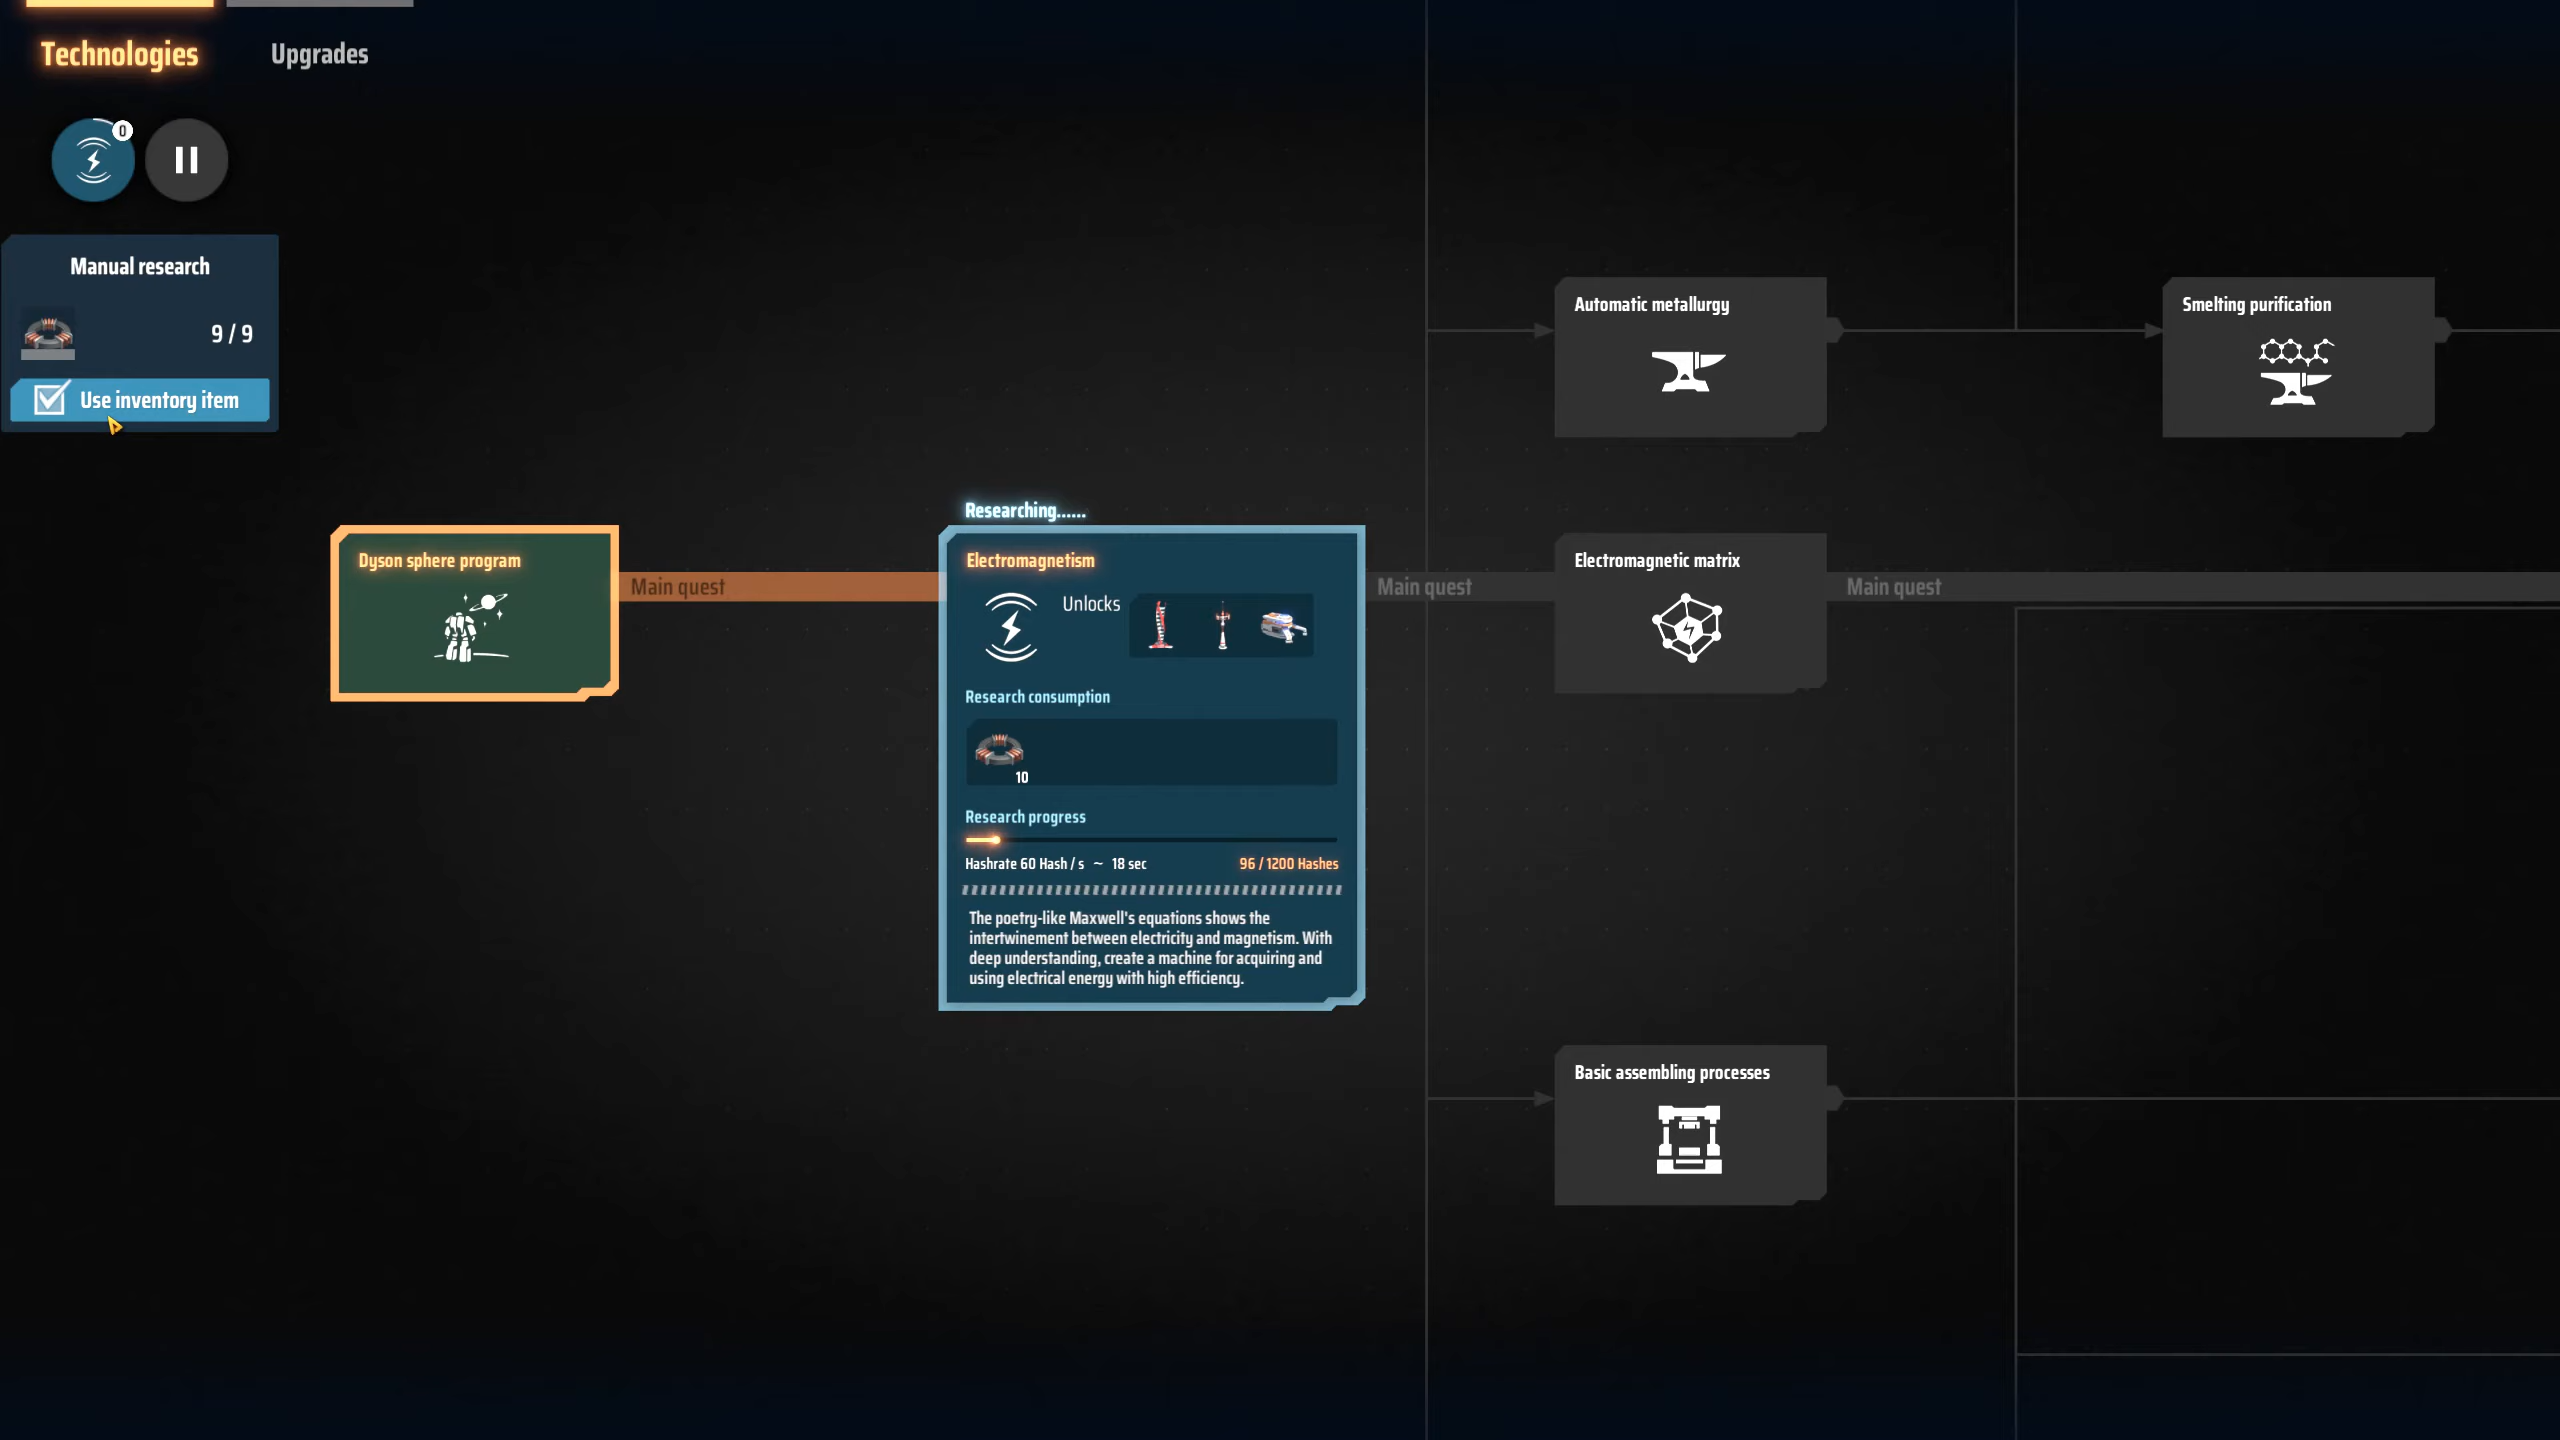 Technologies
Upgrades
0
Manual research
9 / 9
Use inventory item
Dyson sphere program
Main quest
Researching......
Electromagnetism
Unlocks
Research consumption
10
Research progress
Hashrate 60 Hash / s ~ 18 sec
96 / 1200 Hashes
The poetry-like Maxwell's equations shows the
intertwinement between electricity and magnetism. With
deep understanding, create a machine for acquiring and
using electrical energy with high efficiency.
Main quest
Automatic metallurgy
Smelting purification
Electromagnetic matrix
Main quest
Basic assembling processes